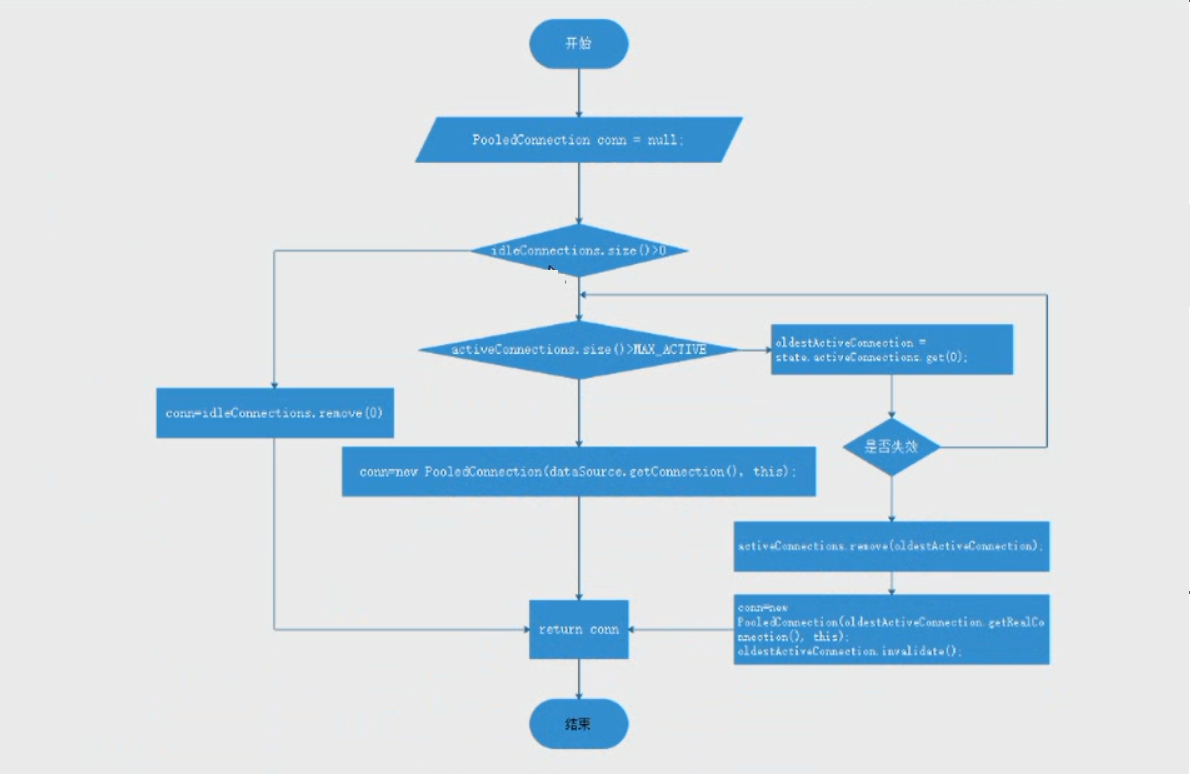 开始
PooledConnection conn = null;
idleConnections.size()>0
activeConnections.size()>MAX_ACTIVE
oldestActiveConnection =
state.activeConnections.get(0);
conn=idleConnections.remove(0)
是否失效
conn=new PooledConnection(dataSource.getConnection(), this);
activeConnections.remove(oldestActiveConnection);
conn=new
PooledConnection(oldestActiveConnection.getRealCo
nnection(), this);
oldestActiveConnection.invalidate();
return conn
结束